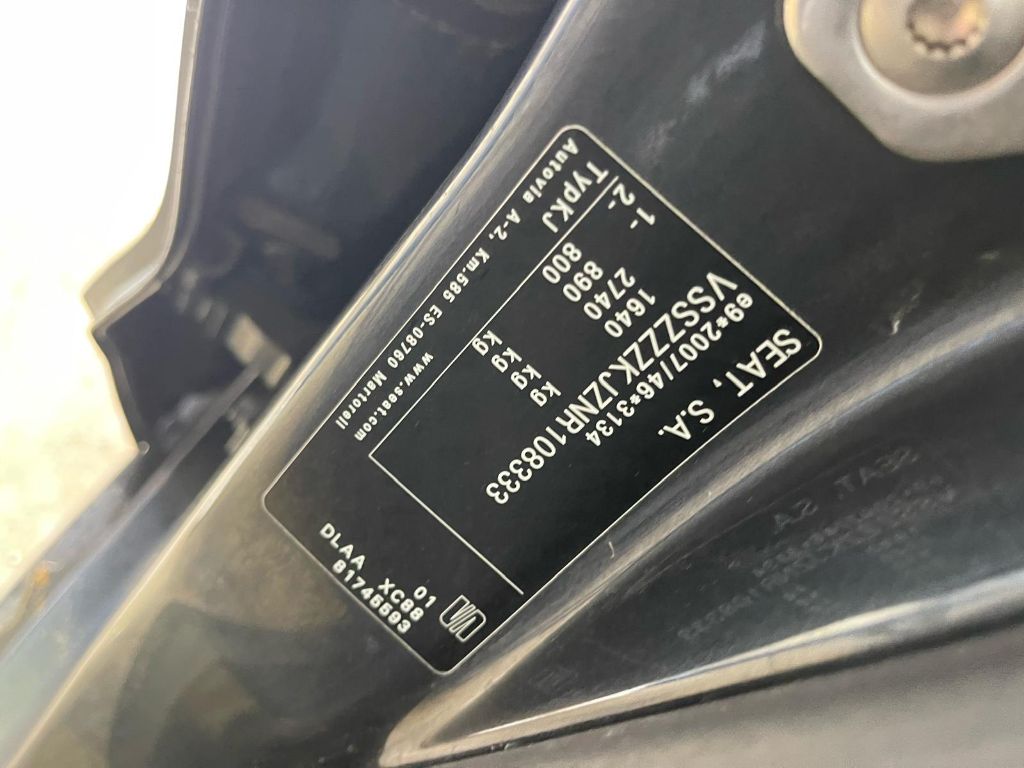 SEAT, S.A.
e9*2007/46*3134
VSSZZZKJZNR108333
1640 kg
2740 kg
1- 890 kg
2- 800 kg
TypKJ
Autovia A-2, Km.585 ES-08760 Martorell
www.seat.com
01
DLAA XC88
81745593